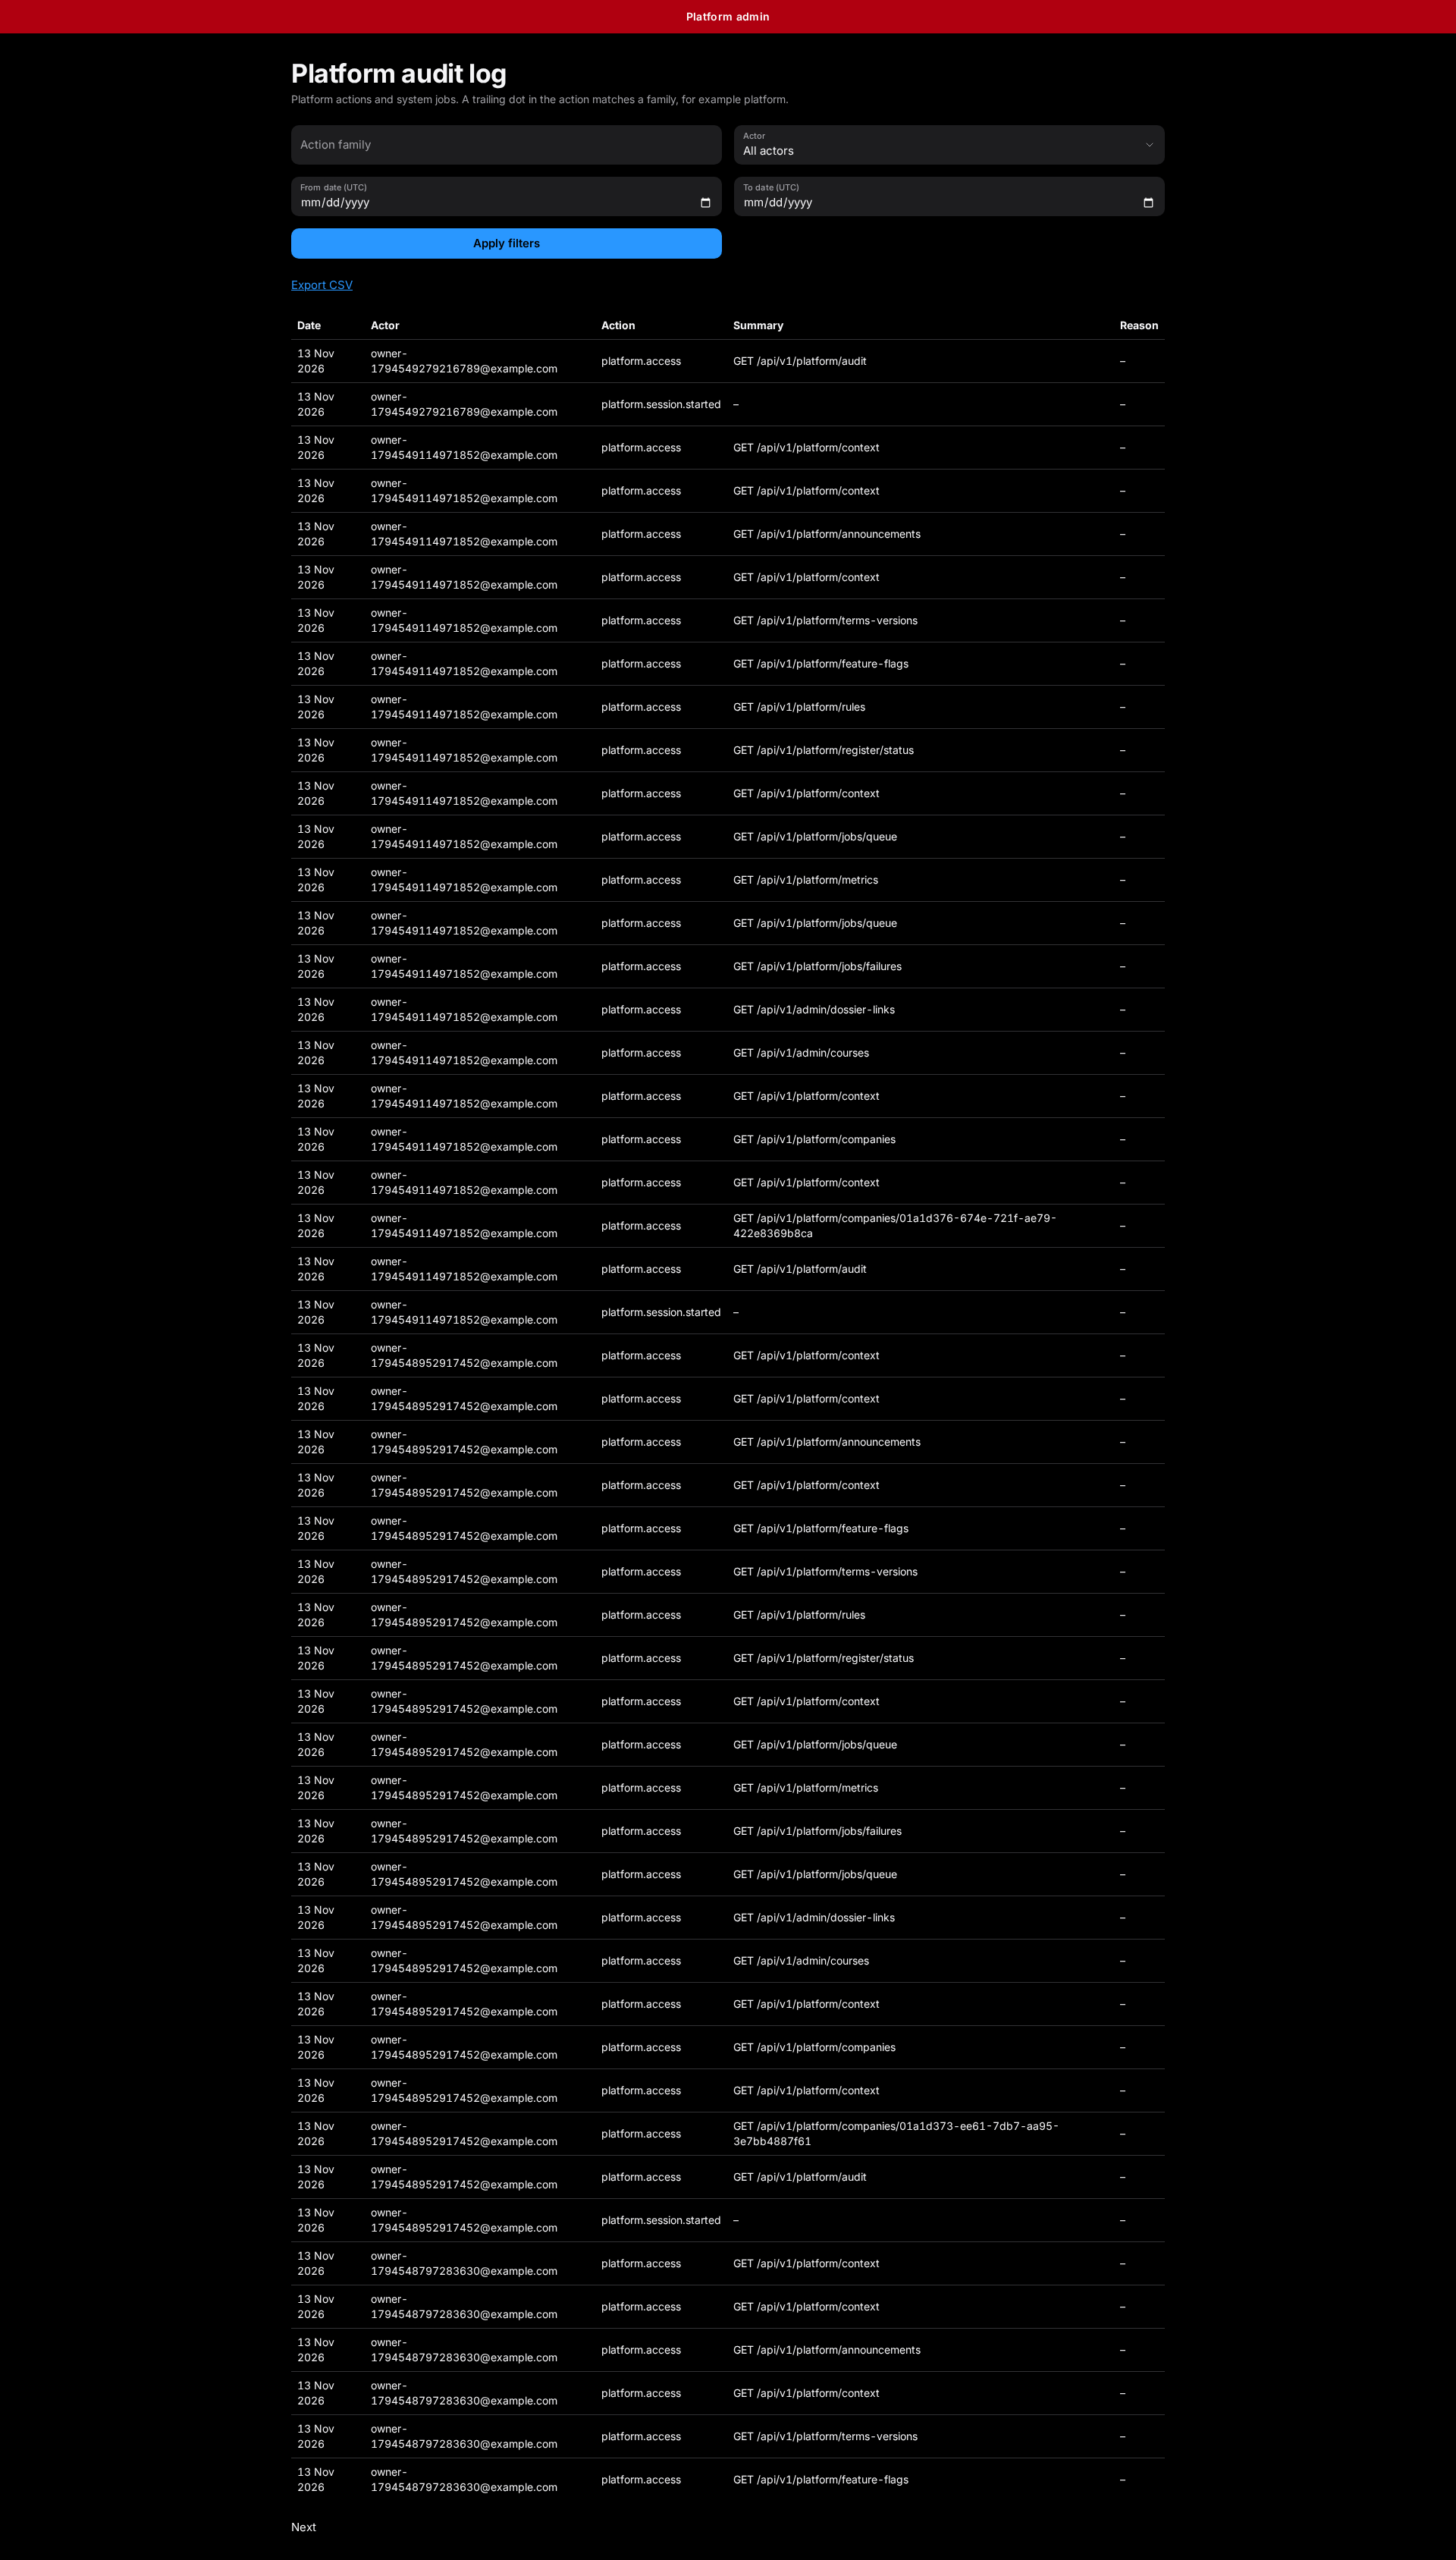 Platform admin
Platform audit log
Platform actions and system jobs. A trailing dot in the action matches a family, for example platform.
Action family
Actor
All actors
From date (UTC)
mm/dd/yyyy
To date (UTC)
mm/dd/yyyy
Apply filters
Export CSV
Date Actor Action Summary Reason
13 Nov 2026 owner-1794549279216789@example.com platform.access GET /api/v1/platform/audit –
13 Nov 2026 owner-1794549279216789@example.com platform.session.started – –
13 Nov 2026 owner-1794549114971852@example.com platform.access GET /api/v1/platform/context –
13 Nov 2026 owner-1794549114971852@example.com platform.access GET /api/v1/platform/context –
13 Nov 2026 owner-1794549114971852@example.com platform.access GET /api/v1/platform/announcements –
13 Nov 2026 owner-1794549114971852@example.com platform.access GET /api/v1/platform/context –
13 Nov 2026 owner-1794549114971852@example.com platform.access GET /api/v1/platform/terms-versions –
13 Nov 2026 owner-1794549114971852@example.com platform.access GET /api/v1/platform/feature-flags –
13 Nov 2026 owner-1794549114971852@example.com platform.access GET /api/v1/platform/rules –
13 Nov 2026 owner-1794549114971852@example.com platform.access GET /api/v1/platform/register/status –
13 Nov 2026 owner-1794549114971852@example.com platform.access GET /api/v1/platform/context –
13 Nov 2026 owner-1794549114971852@example.com platform.access GET /api/v1/platform/jobs/queue –
13 Nov 2026 owner-1794549114971852@example.com platform.access GET /api/v1/platform/metrics –
13 Nov 2026 owner-1794549114971852@example.com platform.access GET /api/v1/platform/jobs/queue –
13 Nov 2026 owner-1794549114971852@example.com platform.access GET /api/v1/platform/jobs/failures –
13 Nov 2026 owner-1794549114971852@example.com platform.access GET /api/v1/admin/dossier-links –
13 Nov 2026 owner-1794549114971852@example.com platform.access GET /api/v1/admin/courses –
13 Nov 2026 owner-1794549114971852@example.com platform.access GET /api/v1/platform/context –
13 Nov 2026 owner-1794549114971852@example.com platform.access GET /api/v1/platform/companies –
13 Nov 2026 owner-1794549114971852@example.com platform.access GET /api/v1/platform/context –
13 Nov 2026 owner-1794549114971852@example.com platform.access GET /api/v1/platform/companies/01a1d376-674e-721f-ae79-422e8369b8ca –
13 Nov 2026 owner-1794549114971852@example.com platform.access GET /api/v1/platform/audit –
13 Nov 2026 owner-1794549114971852@example.com platform.session.started – –
13 Nov 2026 owner-1794548952917452@example.com platform.access GET /api/v1/platform/context –
13 Nov 2026 owner-1794548952917452@example.com platform.access GET /api/v1/platform/context –
13 Nov 2026 owner-1794548952917452@example.com platform.access GET /api/v1/platform/announcements –
13 Nov 2026 owner-1794548952917452@example.com platform.access GET /api/v1/platform/context –
13 Nov 2026 owner-1794548952917452@example.com platform.access GET /api/v1/platform/feature-flags –
13 Nov 2026 owner-1794548952917452@example.com platform.access GET /api/v1/platform/terms-versions –
13 Nov 2026 owner-1794548952917452@example.com platform.access GET /api/v1/platform/rules –
13 Nov 2026 owner-1794548952917452@example.com platform.access GET /api/v1/platform/register/status –
13 Nov 2026 owner-1794548952917452@example.com platform.access GET /api/v1/platform/context –
13 Nov 2026 owner-1794548952917452@example.com platform.access GET /api/v1/platform/jobs/queue –
13 Nov 2026 owner-1794548952917452@example.com platform.access GET /api/v1/platform/metrics –
13 Nov 2026 owner-1794548952917452@example.com platform.access GET /api/v1/platform/jobs/failures –
13 Nov 2026 owner-1794548952917452@example.com platform.access GET /api/v1/platform/jobs/queue –
13 Nov 2026 owner-1794548952917452@example.com platform.access GET /api/v1/admin/dossier-links –
13 Nov 2026 owner-1794548952917452@example.com platform.access GET /api/v1/admin/courses –
13 Nov 2026 owner-1794548952917452@example.com platform.access GET /api/v1/platform/context –
13 Nov 2026 owner-1794548952917452@example.com platform.access GET /api/v1/platform/companies –
13 Nov 2026 owner-1794548952917452@example.com platform.access GET /api/v1/platform/context –
13 Nov 2026 owner-1794548952917452@example.com platform.access GET /api/v1/platform/companies/01a1d373-ee61-7db7-aa95-3e7bb4887f61 –
13 Nov 2026 owner-1794548952917452@example.com platform.access GET /api/v1/platform/audit –
13 Nov 2026 owner-1794548952917452@example.com platform.session.started – –
13 Nov 2026 owner-1794548797283630@example.com platform.access GET /api/v1/platform/context –
13 Nov 2026 owner-1794548797283630@example.com platform.access GET /api/v1/platform/context –
13 Nov 2026 owner-1794548797283630@example.com platform.access GET /api/v1/platform/announcements –
13 Nov 2026 owner-1794548797283630@example.com platform.access GET /api/v1/platform/context –
13 Nov 2026 owner-1794548797283630@example.com platform.access GET /api/v1/platform/terms-versions –
13 Nov 2026 owner-1794548797283630@example.com platform.access GET /api/v1/platform/feature-flags –
Next